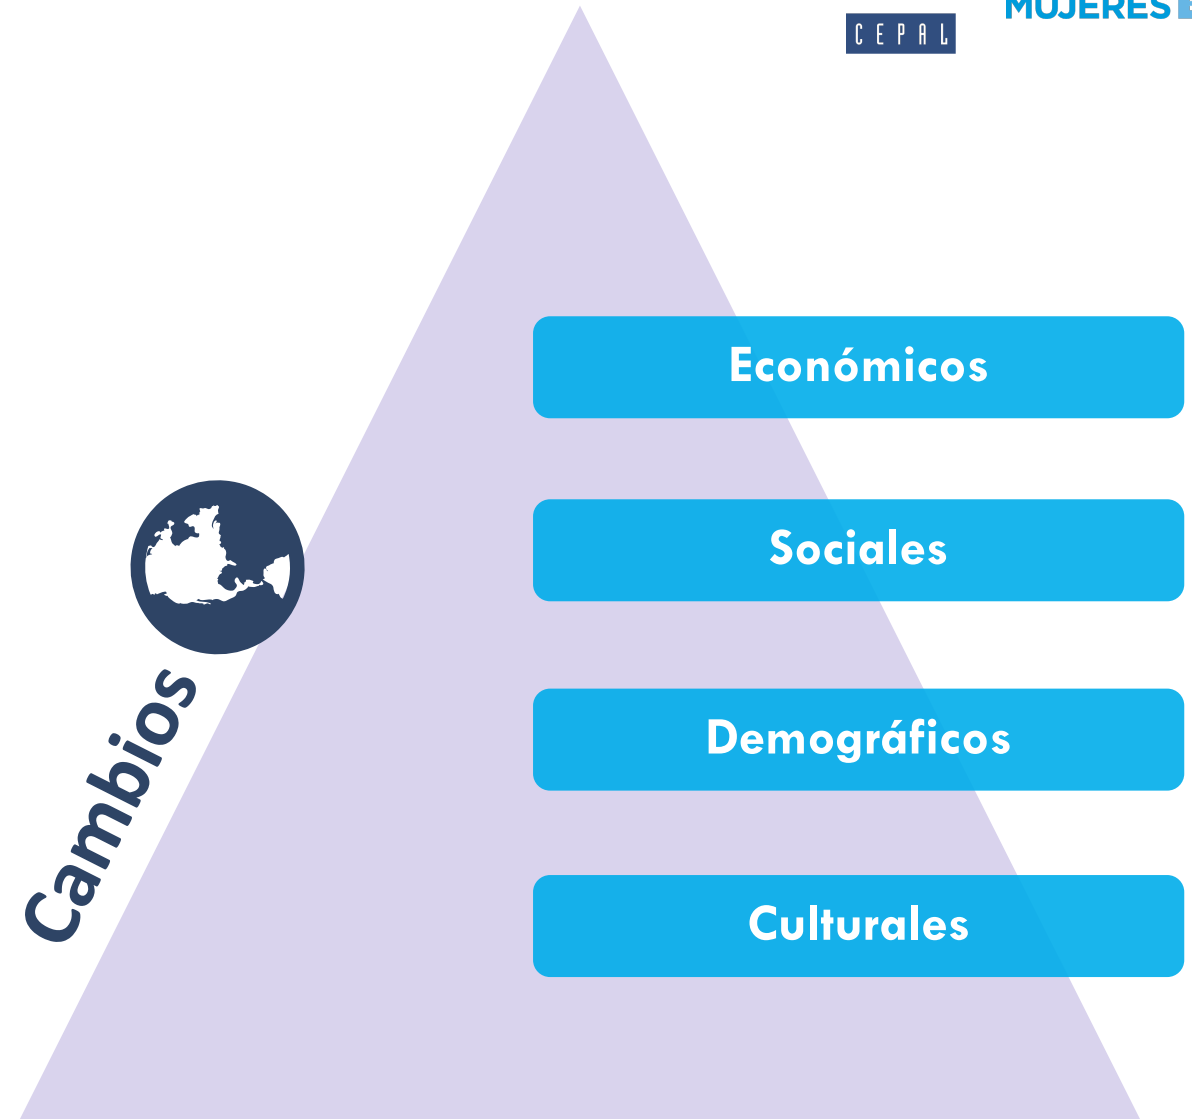 MUJERES
CEPAL
Económicos
Sociales
Demográficos
Culturales
Cambios